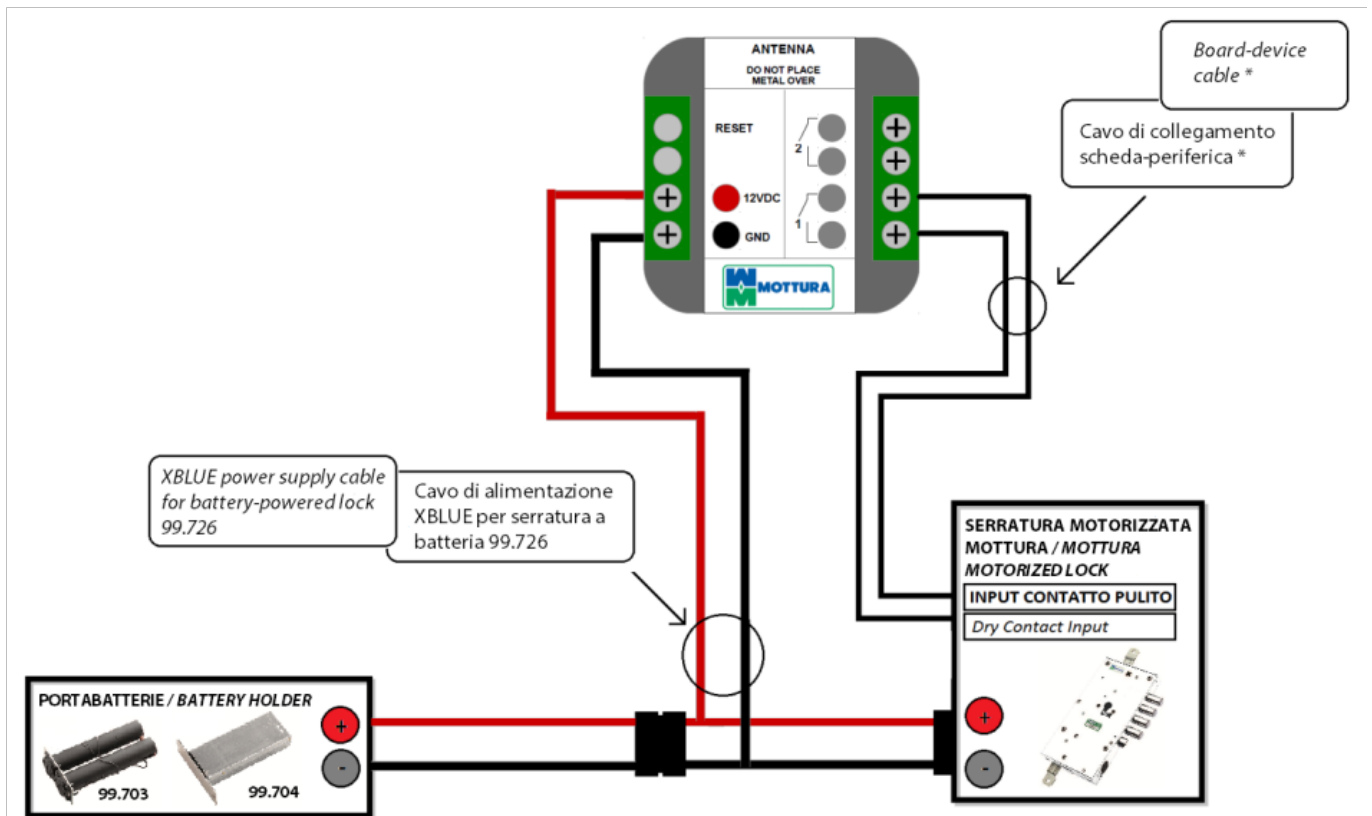 ANTENNA
DO NOT PLACE
METAL OVER
RESET
2
12VDC
1
GND
MOTTURA
Board-device
cable *
Cavo di collegamento
scheda-periferica *
XBLUE power supply cable
for battery-powered lock
99.726
Cavo di alimentazione
XBLUE per serratura a
batteria 99.726
SERRATURA MOTORIZZATA
MOTTURA / MOTTURA
MOTORIZED LOCK
INPUT CONTATTO PULITO
Dry Contact Input
+
-
PORTABATTERIE / BATTERY HOLDER
99.703
99.704
+
-